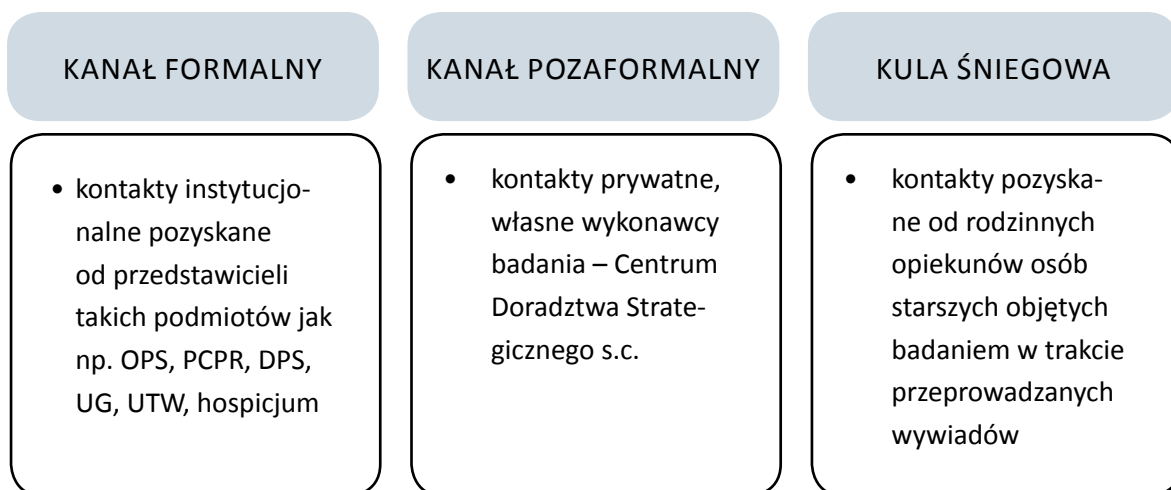 KANAŁ FORMALNY
• kontakty instytucjo-
nalne pozyskane
od przedstawicieli
takich podmiotów jak
np. OPS, PCPR, DPS,
UG, UTW, hospicjum
KANAŁ POZAFORMALNY
• kontakty prywatne,
własne wykonawcy
badania – Centrum
Doradztwa Strate-
gicznego s.c.
KULA ŚNIEGOWA
• kontakty pozyska-
ne od rodzinnych
opiekunów osób
starszych objętych
badaniem w trakcie
przeprowadzanych
wywiadów